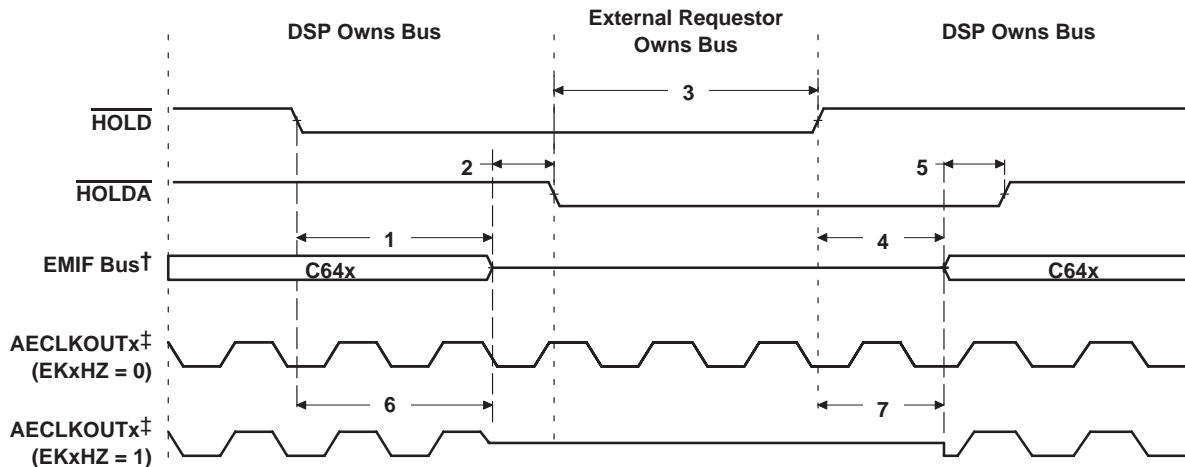 DSP Owns Bus
External Requestor
Owns Bus
DSP Owns Bus
3
HOLD
2
5
HOLDA
1
4
EMIF Bus†
C64x
C64x
AECLKOUTx‡
(EKxHZ = 0)
6
7
AECLKOUTx‡
(EKxHZ = 1)